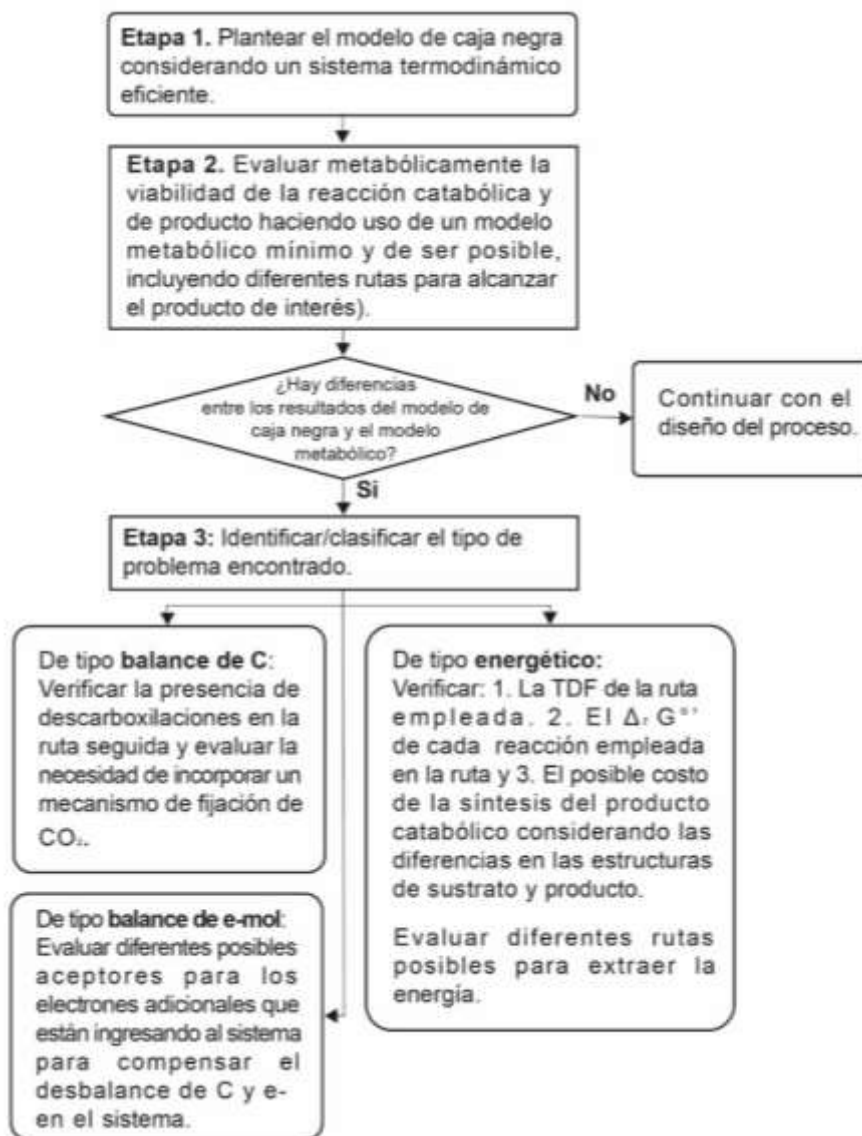 Etapa 1. Plantear el modelo de caja negra
considerando un sistema termodinámico
eficiente.
Etapa 2. Evaluar metabólicamente la
viabilidad de la reacción catabólica y
de producto haciendo uso de un modelo
metabólico mínimo y de ser posible,
incluyendo diferentes rutas para alcanzar
el producto de interés).
¿Hay diferencias
entre los resultados del modelo de
caja negra y el modelo
metabólico?
No
Continuar con el
diseño del proceso.
Si
Etapa 3: Identificar/clasificar el tipo de
problema encontrado.
De tipo balance de C:
Verificar la presencia de
descarboxilaciones en la
ruta seguida y evaluar la
necesidad de incorporar un
mecanismo de fijación de
CO₂.
De tipo energético:
Verificar: 1. La TDF de la ruta
empleada. 2. El Δᵣ G°'
de cada reacción empleada
en la ruta y 3. El posible costo
de la síntesis del producto
catabólico considerando las
diferencias en las estructuras
de sustrato y producto.
Evaluar diferentes rutas
posibles para extraer la
energía.
De tipo balance de e-mol:
Evaluar diferentes posibles
aceptores para los
electrones adicionales que
están ingresando al sistema
para compensar el
desbalance de C y e-
en el sistema.